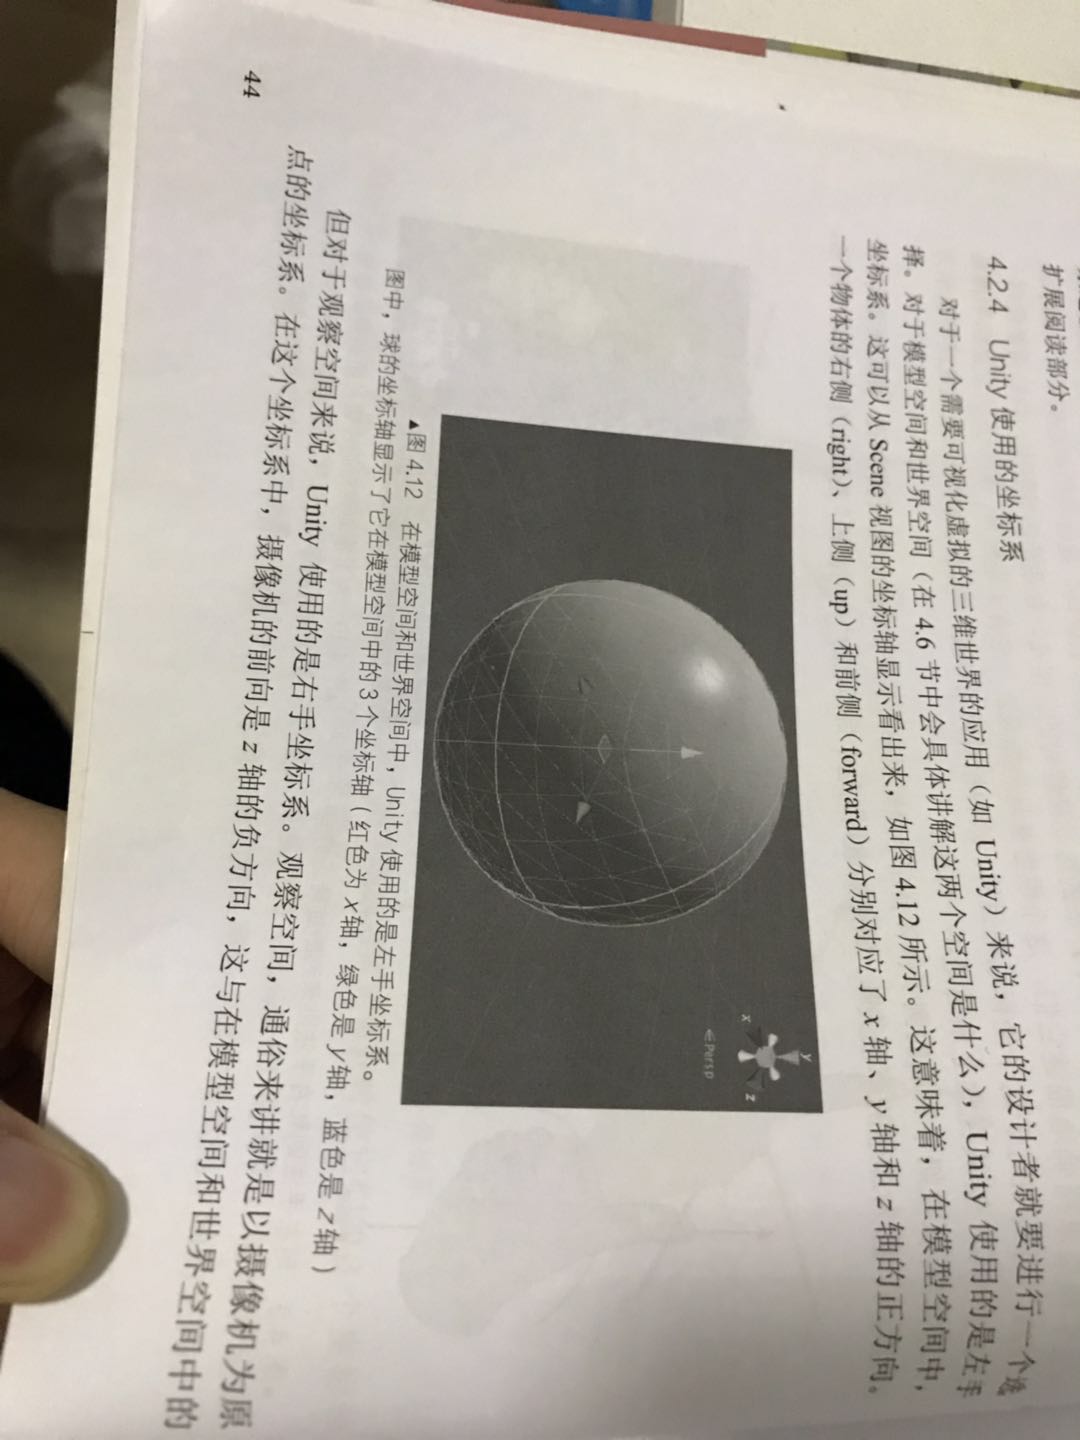 扩展阅读部分。
4.2.4 Unity 使用的坐标系
对于一个需要可视化虚拟的三维世界的应用（如 Unity）来说，它的设计者就要进行一个选
择。对于模型空间和世界空间（在 4.6 节中会具体讲解这两个空间是什么），Unity 使用的是左手
坐标系。这可以从 Scene 视图的坐标轴显示看出来，如图 4.12 所示。这意味着，在模型空间中，
一个物体的右侧（right）、上侧（up）和前侧（forward）分别对应了 x 轴、y 轴和 z 轴的正方向。
y
x
z
Persp
▲图 4.12 在模型空间和世界空间中，Unity 使用的是左手坐标系。
图中，球的坐标轴显示了它在模型空间中的 3 个坐标轴（红色为 x 轴，绿色是 y 轴，蓝色是 z 轴）
但对于观察空间来说，Unity 使用的是右手坐标系。观察空间，通俗来讲就是以摄像机为原
点的坐标系。在这个坐标系中，摄像机的前向是 z 轴的负方向，这与在模型空间和世界空间中的
44